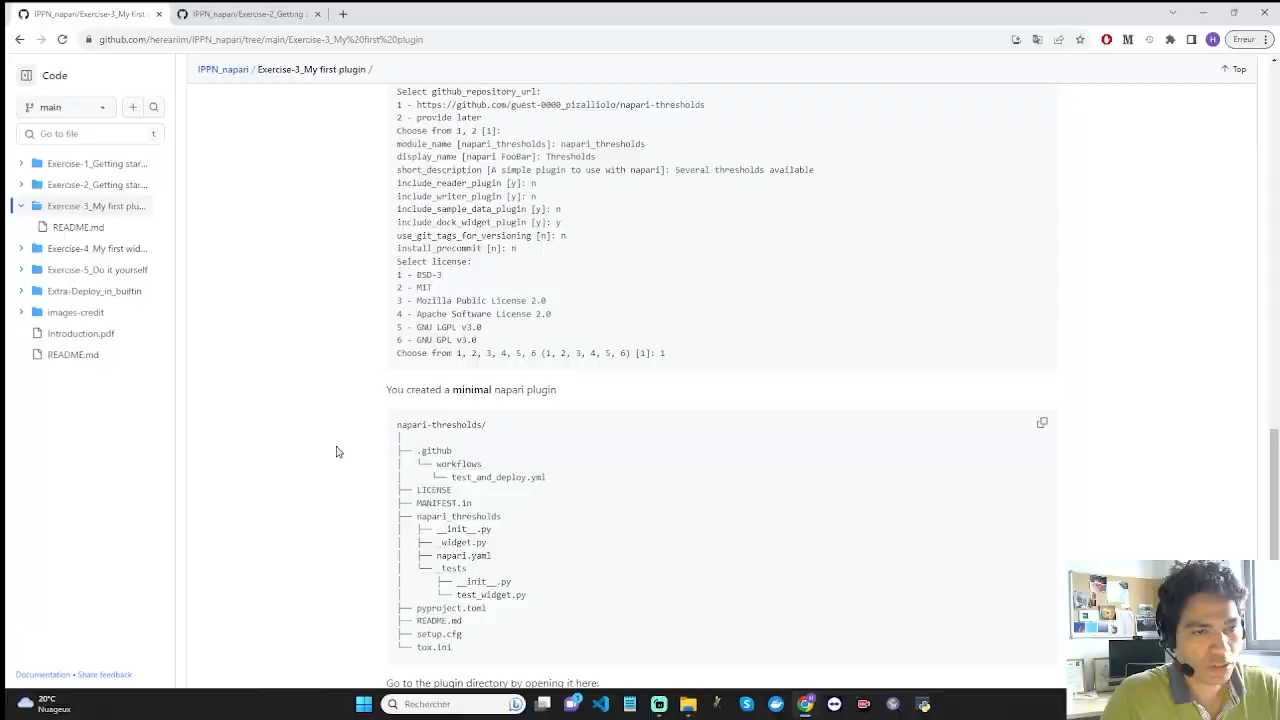 IPPN_napari/Exercise-3_My first p
IPPN_napari/Exercise-2_Getting
github.com/hereariim/IPPN_napari/tree/main/Exercise-3_My%20first%20plugin
H
Erreur
Code
IPPN_napari / Exercise-3_My first plugin /
Top
main
Go to file
t
Exercise-1_Getting star...
Exercise-2_Getting star...
Exercise-3_My first plu...
README.md
Exercise-4_My first wid...
Exercise-5_Do it yourself
Extra-Deploy_in_builtin
images-credit
Introduction.pdf
README.md
Select github_repository_url:
1 - https://github.com/guest-0000_pizalliolo/napari-thresholds
2 - provide later
Choose from 1, 2 [1]:
module_name [napari_thresholds]: napari_thresholds
display_name [napari FooBar]: Thresholds
short_description [A simple plugin to use with napari]: Several thresholds available
include_reader_plugin [y]: n
include_writer_plugin [y]: n
include_sample_data_plugin [y]: n
include_dock_widget_plugin [y]: y
use_git_tags_for_versioning [n]: n
install_precommit [n]: n
Select license:
1 - BSD-3
2 - MIT
3 - Mozilla Public License 2.0
4 - Apache Software License 2.0
5 - GNU LGPL v3.0
6 - GNU GPL v3.0
Choose from 1, 2, 3, 4, 5, 6 (1, 2, 3, 4, 5, 6) [1]: 1
You created a minimal napari plugin
napari-thresholds/
│
├── .github
│   └── workflows
│       └── test_and_deploy.yml
├── LICENSE
├── MANIFEST.in
├── napari_thresholds
│   ├── __init__.py
│   ├── _widget.py
│   ├── napari.yaml
│   └── _tests
│       ├── __init__.py
│       └── test_widget.py
├── pyproject.toml
├── README.md
├── setup.cfg
└── tox.ini
Go to the plugin directory by opening it here:
Documentation • Share feedback
20°C
Nuageux
Rechercher